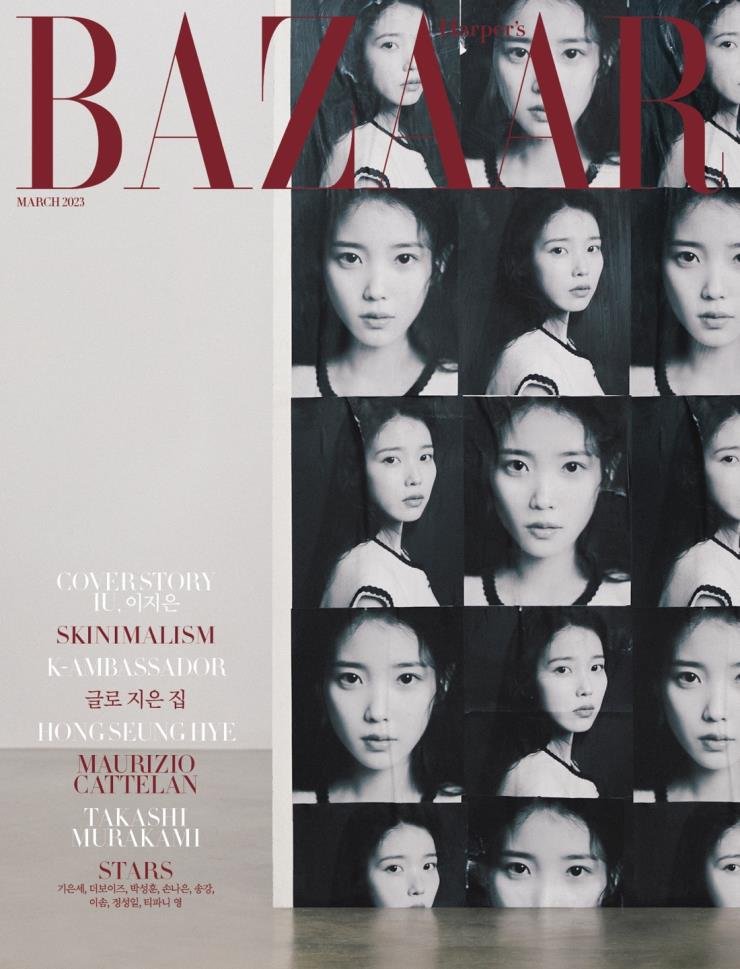 Harper's
BAZAAR
MARCH 2023
COVER STORY
IU, 이지은
SKINIMALISM
K-AMBASSADOR
글로 지은 집
HONG SEUNG HYE
MAURIZIO
CATTELAN
TAKASHI
MURAKAMI
STARS
기은세, 더보이즈, 박성훈, 손나은, 송강,
이솜, 정성일, 티파니 영